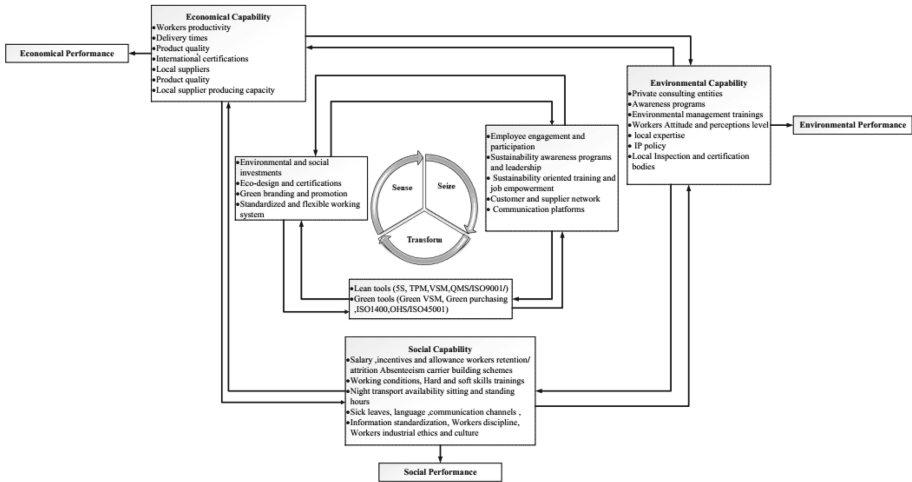 Economical Capability
•Workers productivity
•Delivery times
•Product quality
•International certifications
•Local suppliers
•Product quality
•Local supplier producing capacity
Economical Performance
Environmental Capability
•Private consulting entities
•Awareness programs
•Environmental management trainings
•Workers Attitude and perceptions level
• local expertise
• IP policy
•Local Inspection and certification
bodies
Environmental Performance
•Environmental and social
investments
•Eco-design and certifications
•Green branding and promotion
•Standardized and flexible working
system
Sense
Seize
Transform
•Employee engagement and
participation
•Sustainability awareness programs
and leadership
• Sustainability oriented training and
job empowerment
•Customer and supplier network
• Communication platforms
•Lean tools (5S, TPM,VSM,QMS/ISO9001/)
•Green tools (Green VSM, Green purchasing
,ISO1400,OHS/ISO45001)
Social Capability
•Salary ,incentives and allowance workers retention/
attrition Absenteeism carrier building schemes
•Working conditions, Hard and soft skills trainings
•Night transport availability sitting and standing
hours
•Sick leaves, language ,communication channels ,
•Information standardization, Workers discipline,
Workers industrial ethics and culture
Social Performance